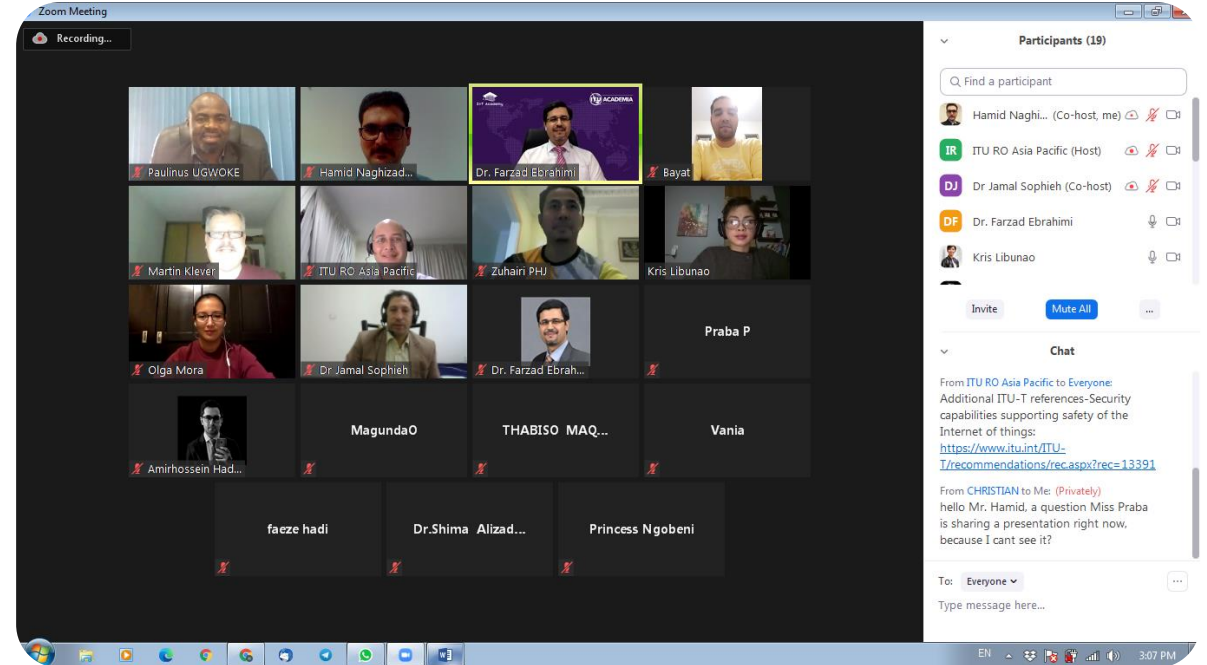 Zoom Meeting
Recording...
Participants (19)
Find a participant
Hamid Naghi... (Co-host, me)
IR ITU RO Asia Pacific (Host)
DJ Dr Jamal Sophieh (Co-host)
DF Dr. Farzad Ebrahimi
Kris Libunao
Invite Mute All ...
Chat
From ITU RO Asia Pacific to Everyone:
Additional ITU-T references-Security
capabilities supporting safety of the
Internet of things:
https://www.itu.int/ITU-
T/recommendations/rec.aspx?rec=13391
From CHRISTIAN to Me: (Privately)
hello Mr. Hamid, a question Miss Praba
is sharing a presentation right now,
because I cant see it?
To: Everyone
Type message here...
ITU ACADEMIA
Paulinus UGWOKE
Hamid Naghizad...
Dr. Farzad Ebrahimi
Bayat
Martin Klever
ITU RO Asia Pacific
Zuhairi PHJ
Kris Libunao
Olga Mora
Dr Jamal Sophieh
Dr. Farzad Ebrah...
Praba P
Amirhossein Had...
MagundaO
THABISO MAQ...
Vania
faeze hadi
Dr.Shima Alizad...
Princess Ngobeni
EN 3:07 PM